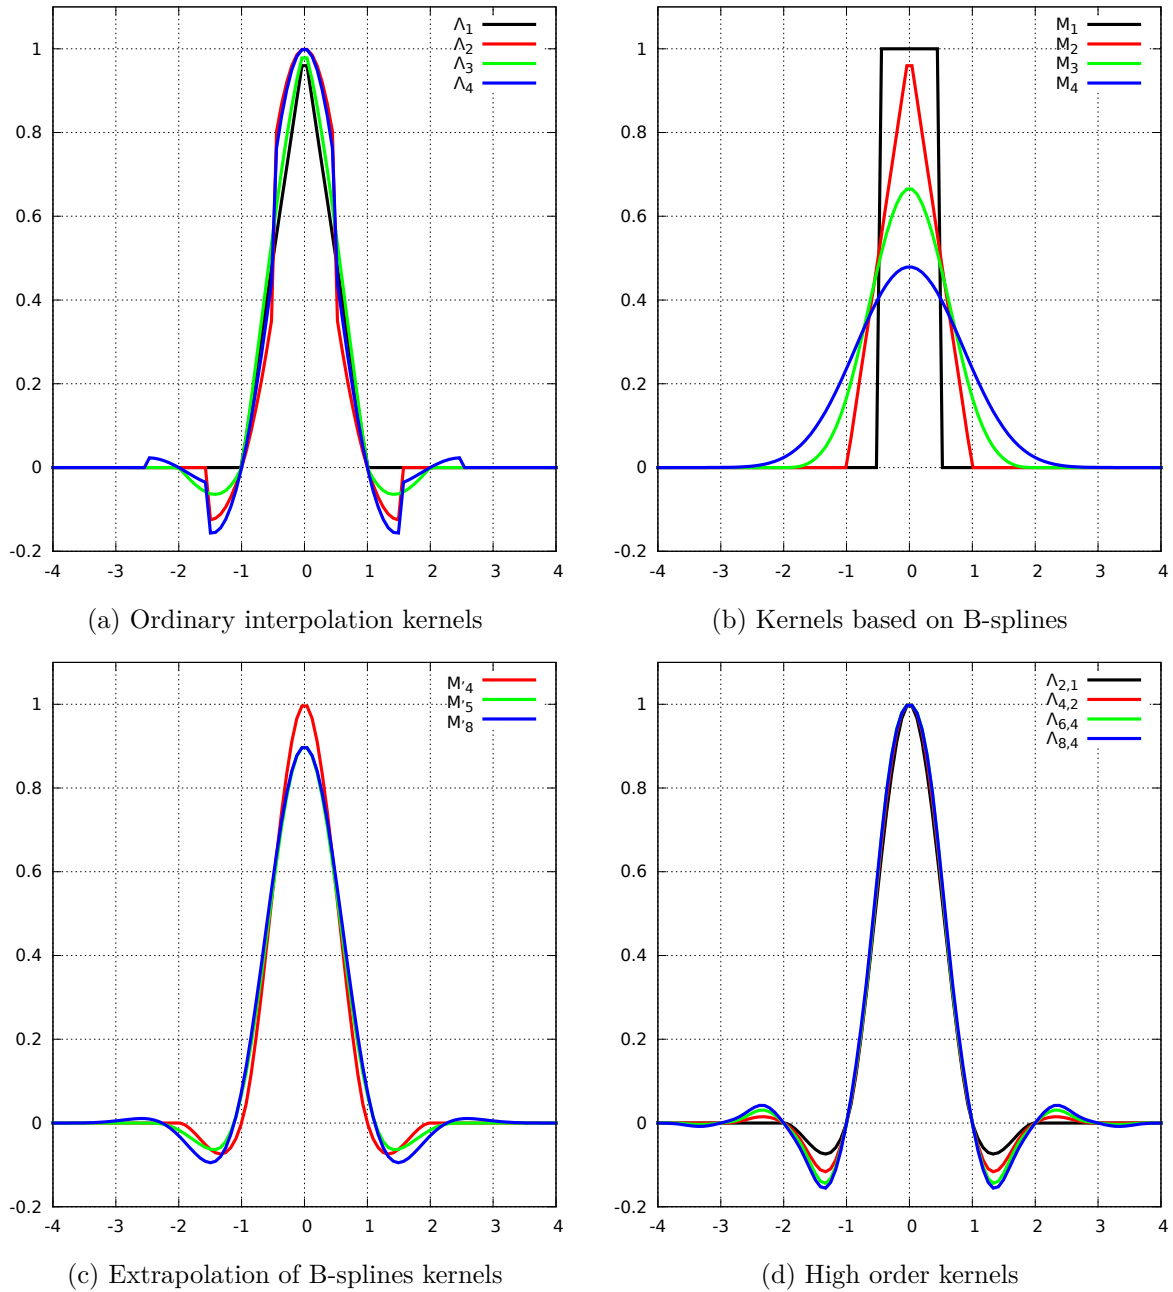 Λ1
Λ2
Λ3
Λ4
1
0.8
0.6
0.4
0.2
0
-0.2
-4 -3 -2 -1 0 1 2 3 4
(a) Ordinary interpolation kernels
M1
M2
M3
M4
1
0.8
0.6
0.4
0.2
0
-0.2
-4 -3 -2 -1 0 1 2 3 4
(b) Kernels based on B-splines
M'4
M'5
M'8
1
0.8
0.6
0.4
0.2
0
-0.2
-4 -3 -2 -1 0 1 2 3 4
(c) Extrapolation of B-splines kernels
Λ2,1
Λ4,2
Λ6,4
Λ8,4
1
0.8
0.6
0.4
0.2
0
-0.2
-4 -3 -2 -1 0 1 2 3 4
(d) High order kernels